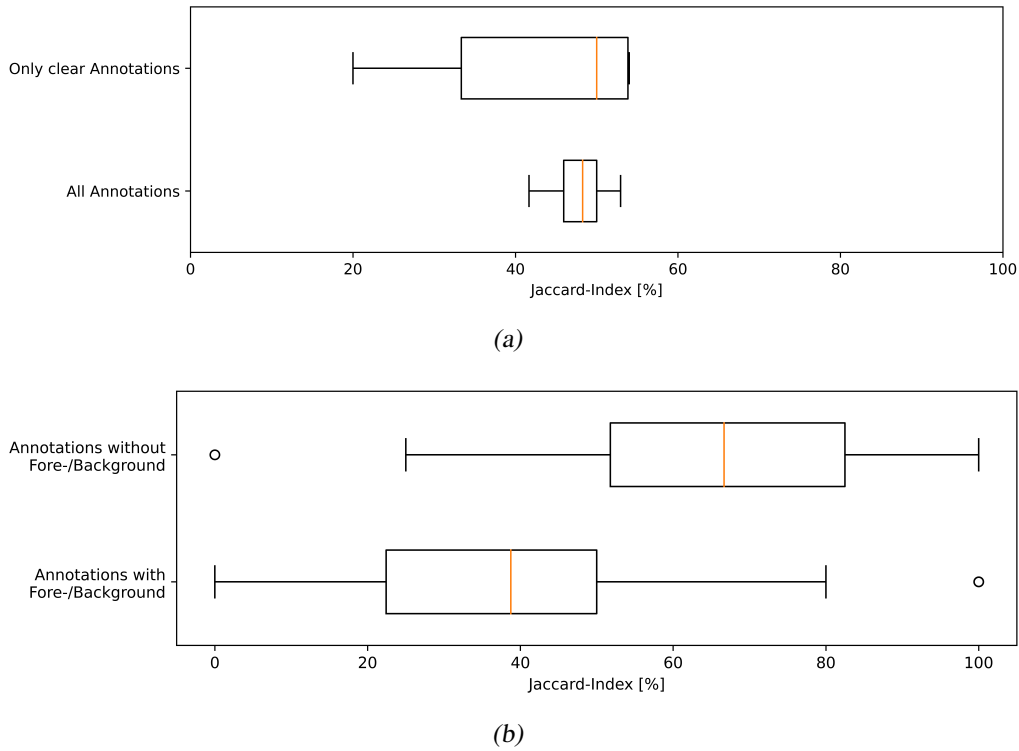 Only clear Annotations
All Annotations
0 20 40 60 80 100
Jaccard-Index [%]
(a)
Annotations without
Fore-/Background
Annotations with
Fore-/Background
0 20 40 60 80 100
Jaccard-Index [%]
(b)